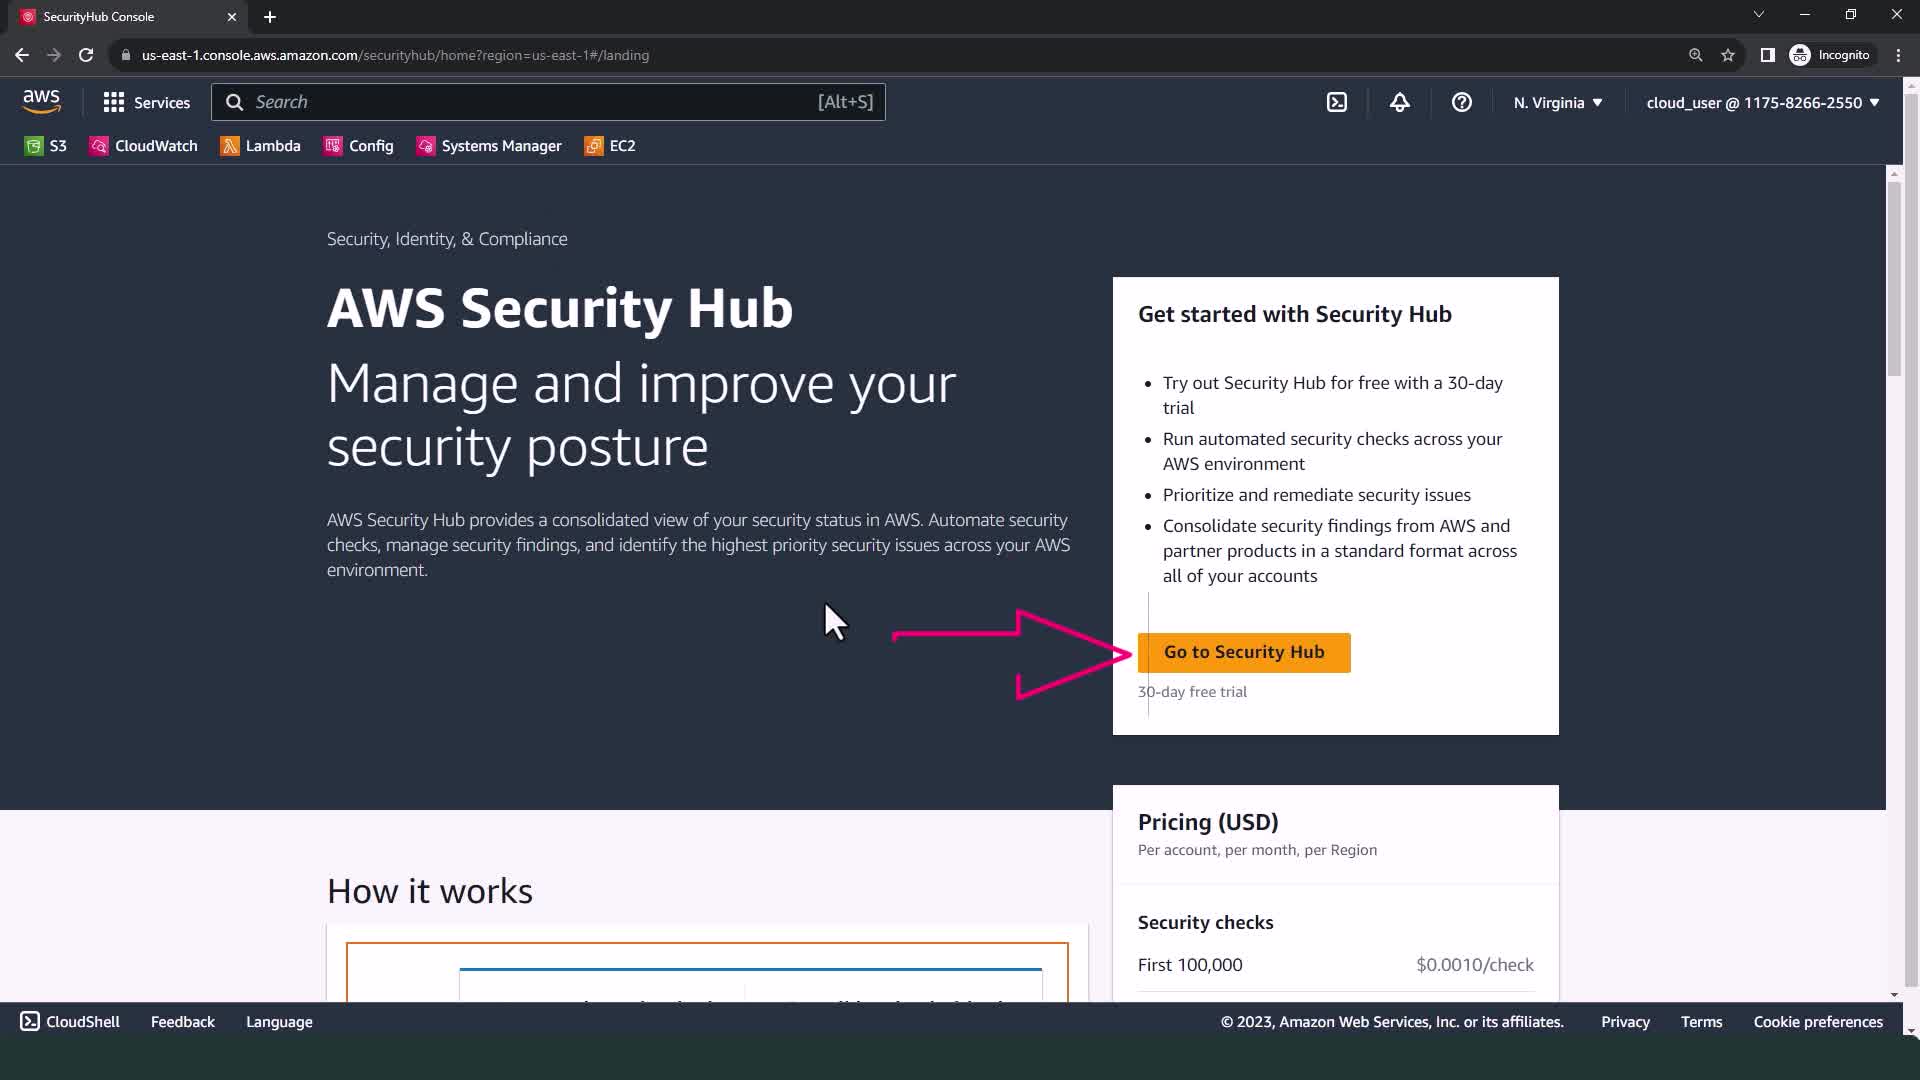 SecurityHub Console
us-east-1.console.aws.amazon.com/securityhub/home?region=us-east-1#/landing
Incognito
aws
Services
Search
[Alt+S]
N. Virginia
cloud_user @ 1175-8266-2550
S3
CloudWatch
Lambda
Config
Systems Manager
EC2
Security, Identity, & Compliance
AWS Security Hub
Manage and improve your
security posture
AWS Security Hub provides a consolidated view of your security status in AWS. Automate security
checks, manage security findings, and identify the highest priority security issues across your AWS
environment.
Get started with Security Hub
• Try out Security Hub for free with a 30-day
trial
• Run automated security checks across your
AWS environment
• Prioritize and remediate security issues
• Consolidate security findings from AWS and
partner products in a standard format across
all of your accounts
Go to Security Hub
30-day free trial
How it works
Pricing (USD)
Per account, per month, per Region
Security checks
First 100,000 $0.0010/check
CloudShell
Feedback
Language
© 2023, Amazon Web Services, Inc. or its affiliates.
Privacy
Terms
Cookie preferences